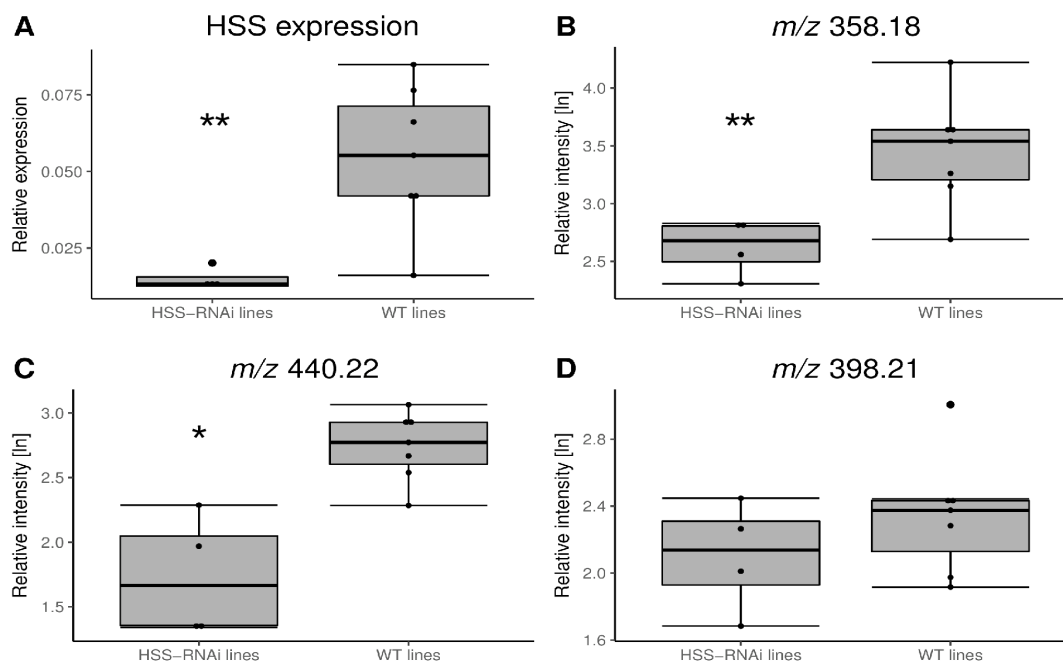 A
HSS expression
Relative expression
0.075
0.050
0.025
**
HSS–RNAi lines
WT lines
B
m/z 358.18
Relative intensity [ln]
4.0
3.5
3.0
2.5
**
HSS–RNAi lines
WT lines
C
m/z 440.22
Relative intensity [ln]
3.0
2.5
2.0
1.5
*
HSS–RNAi lines
WT lines
D
m/z 398.21
Relative intensity [ln]
2.8
2.4
2.0
1.6
HSS–RNAi lines
WT lines